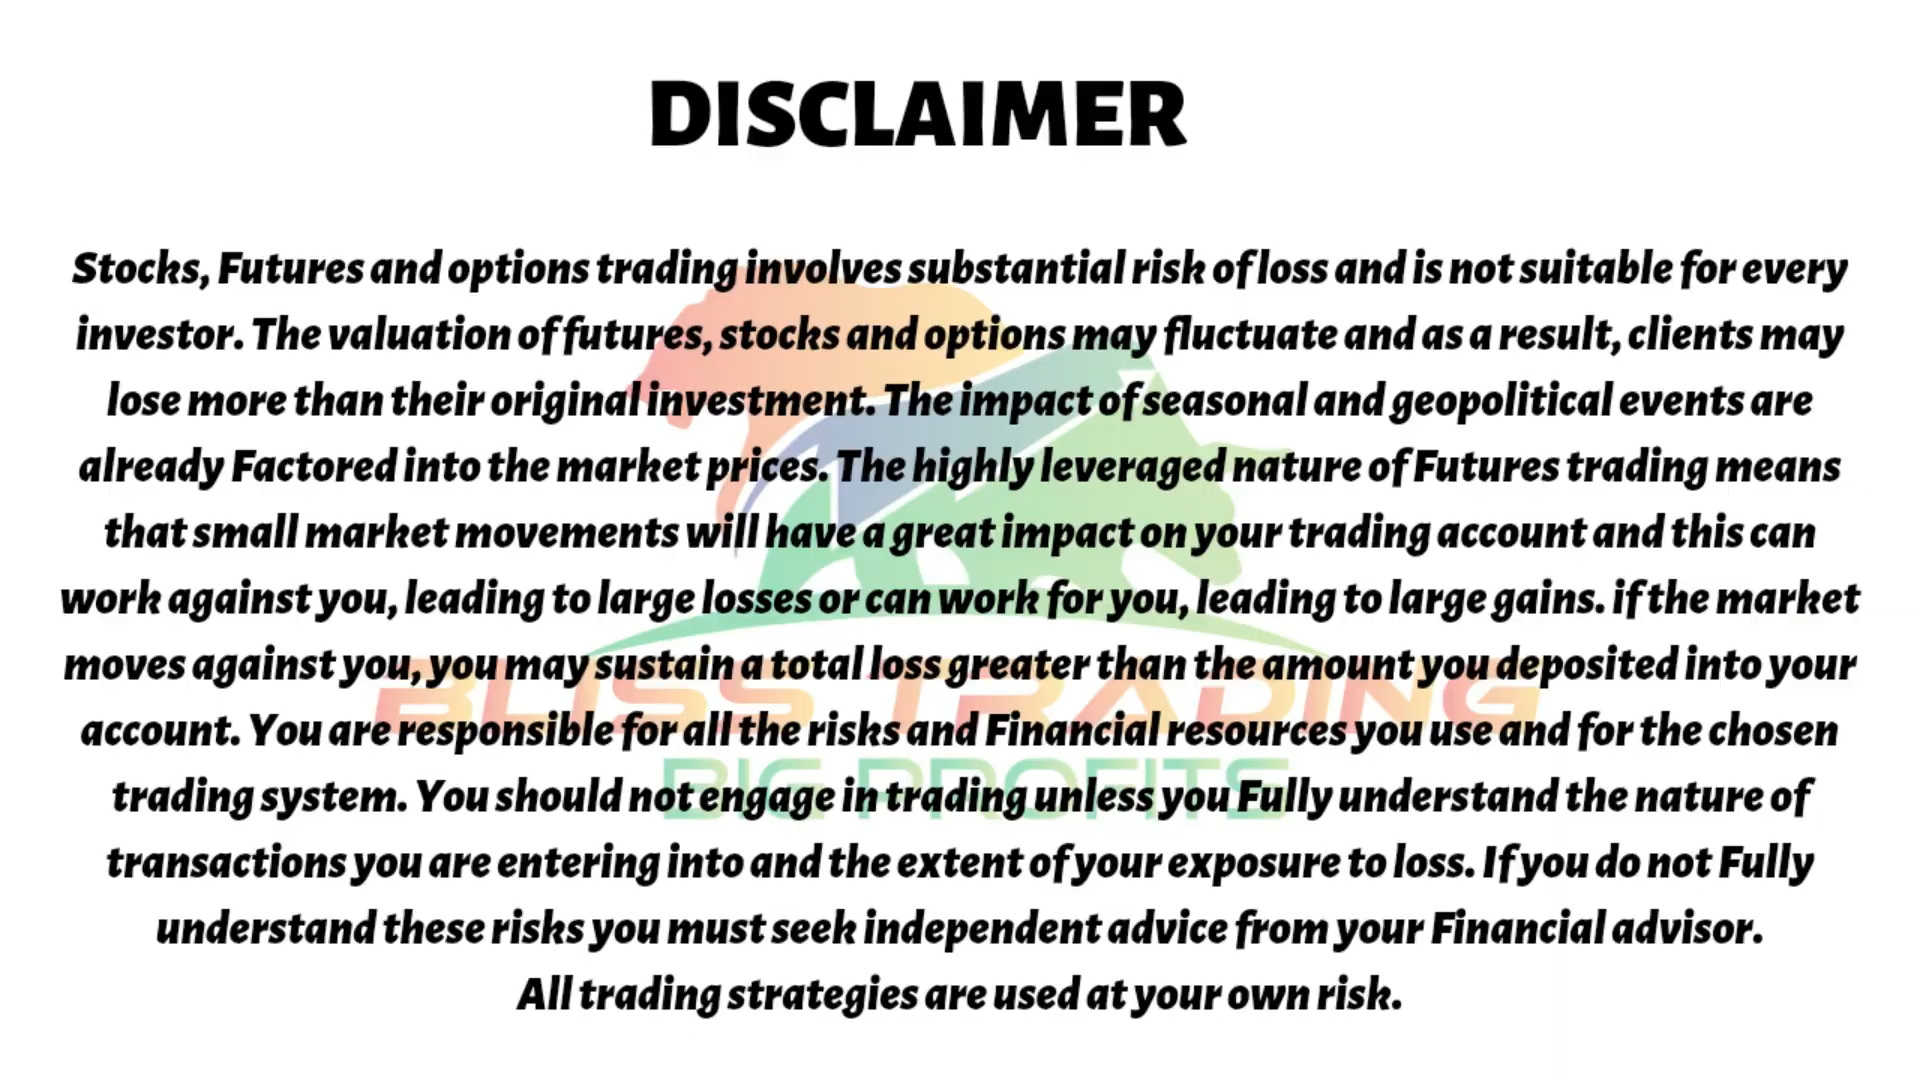 DISCLAIMER
Stocks, Futures and options trading involves substantial risk of loss and is not suitable for every
investor. The valuation of futures, stocks and options may fluctuate and as a result, clients may
lose more than their original investment. The impact of seasonal and geopolitical events are
already Factored into the market prices. The highly leveraged nature of Futures trading means
that small market movements will have a great impact on your trading account and this can
work against you, leading to large losses or can work for you, leading to large gains. if the market
moves against you, you may sustain a total loss greater than the amount you deposited into your
BLISS TRADING
account. You are responsible for all the risks and Financial resources you use and for the chosen
BIG PROFITS
trading system. You should not engage in trading unless you Fully understand the nature of
transactions you are entering into and the extent of your exposure to loss. If you do not Fully
understand these risks you must seek independent advice from your Financial advisor.
All trading strategies are used at your own risk.